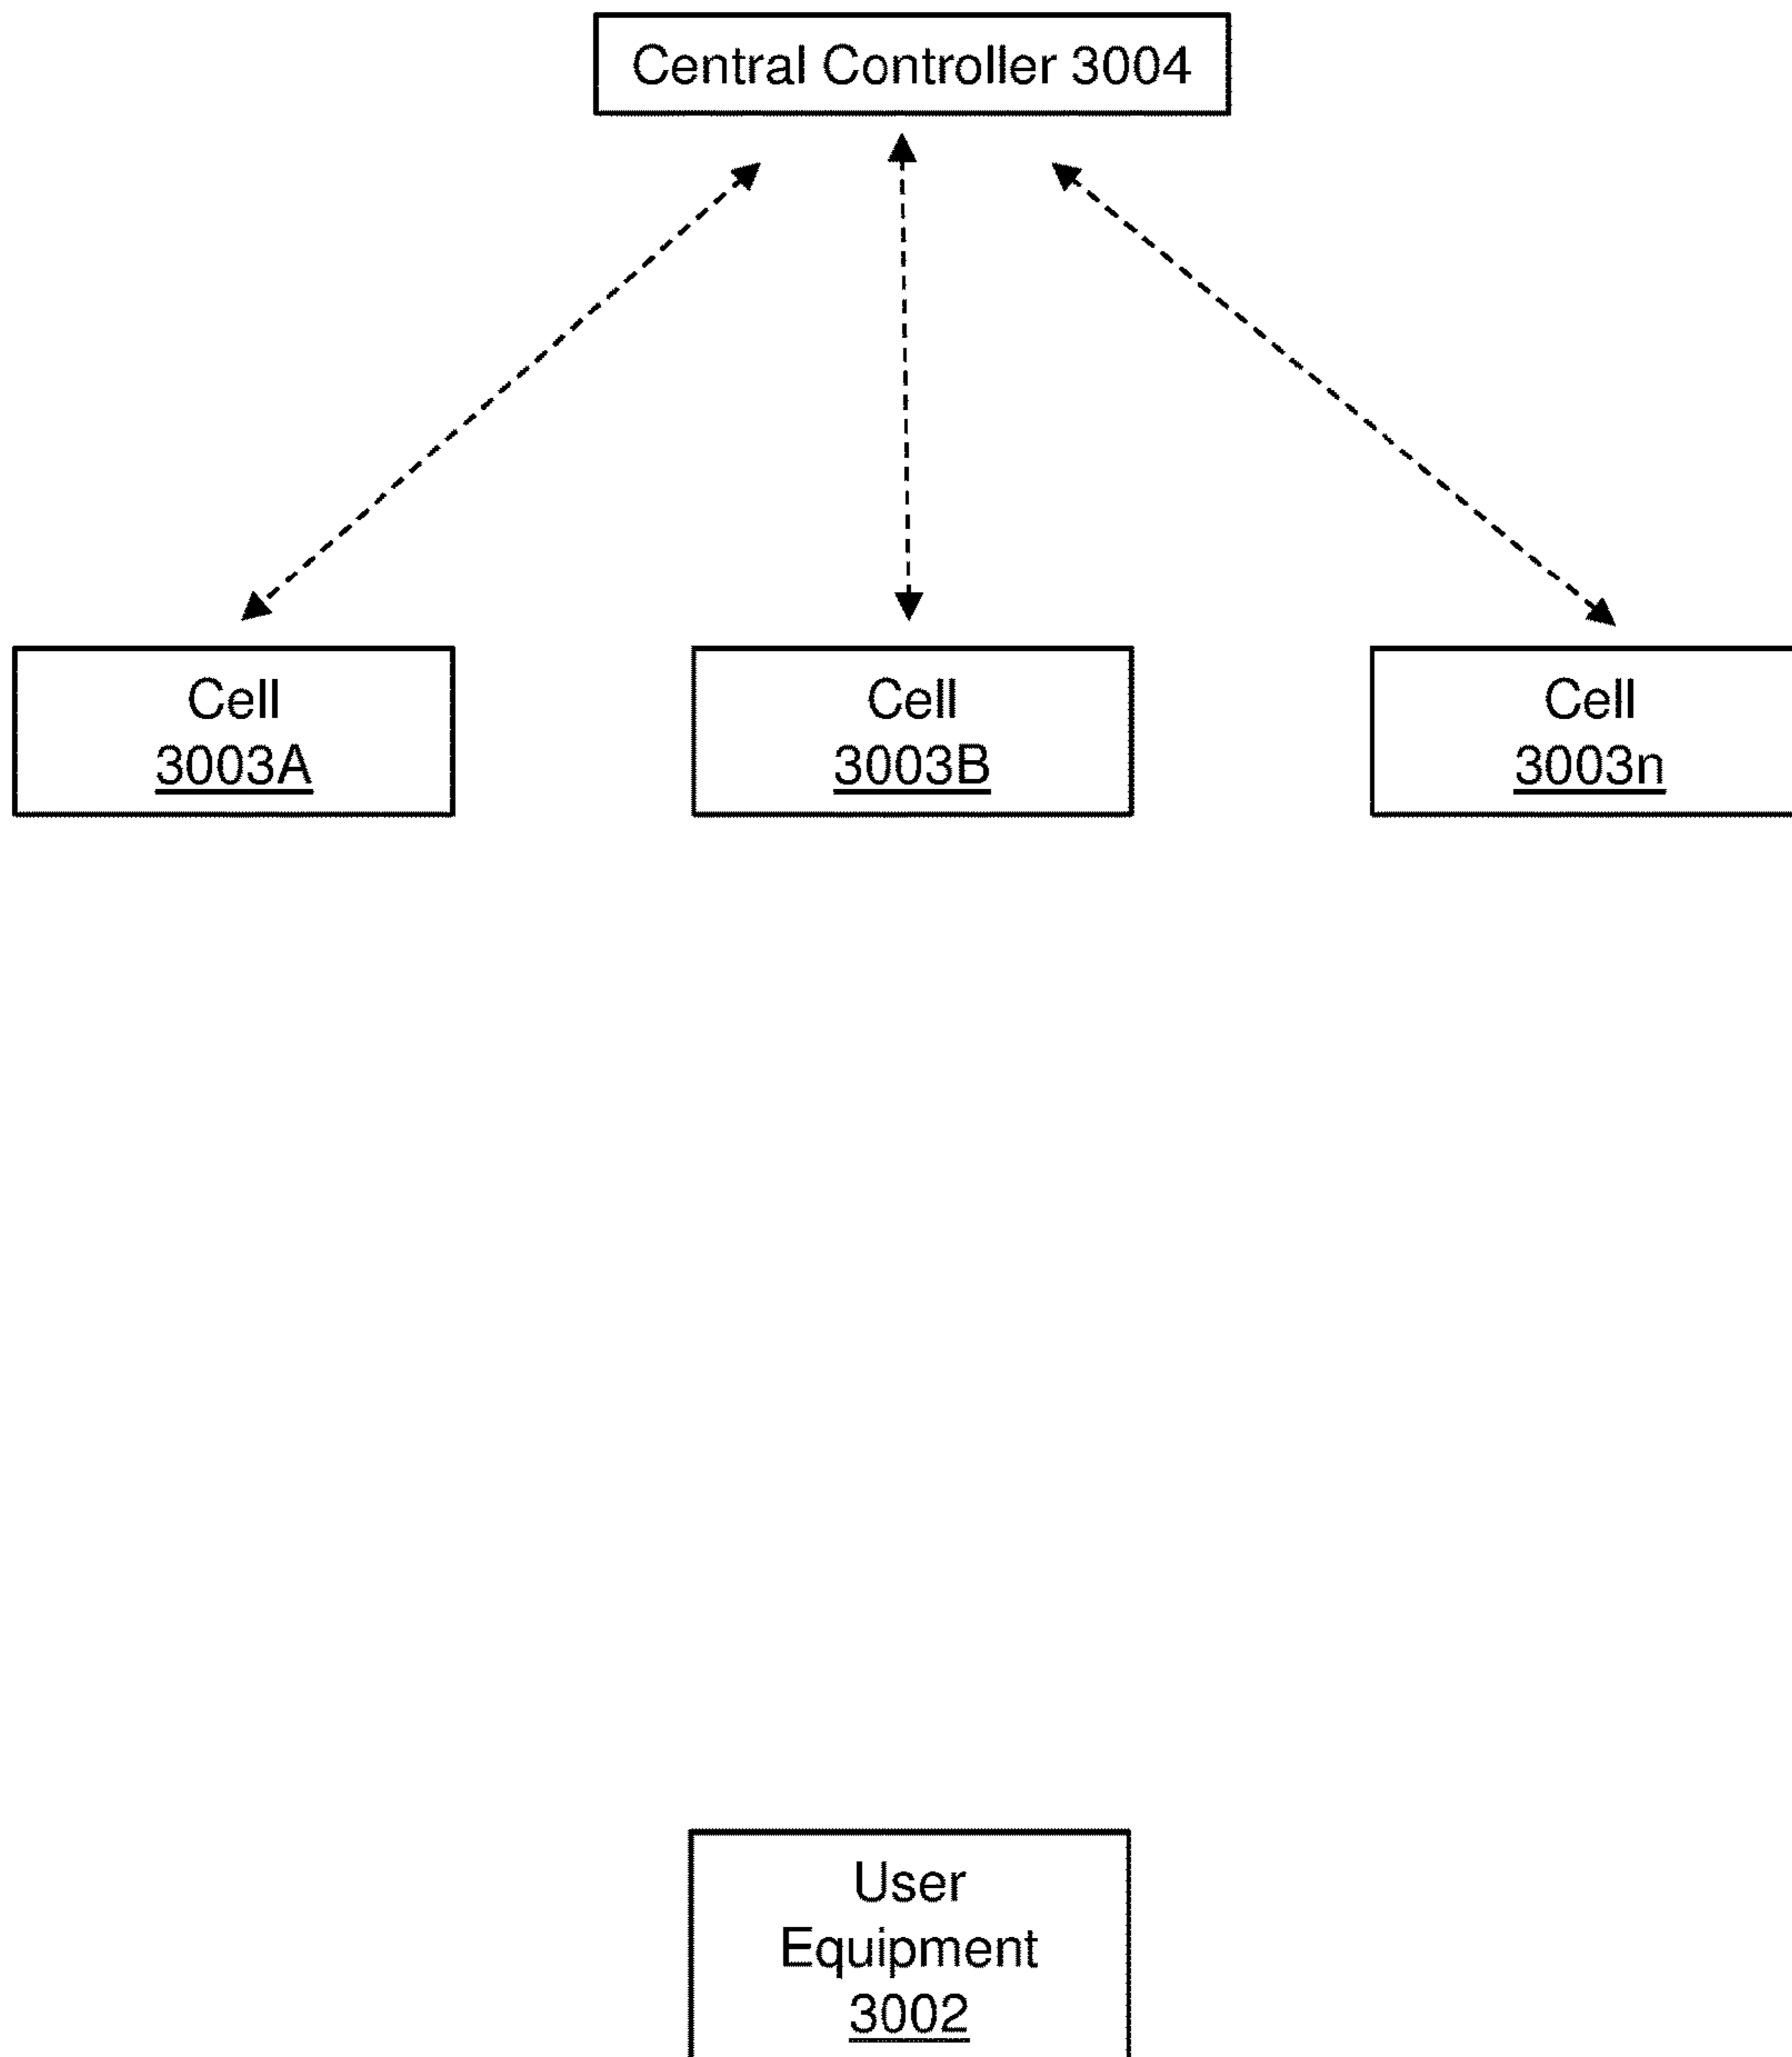 Central Controller 3004
Cell
3003A
Cell
3003B
Cell
3003n
User
Equipment
3002